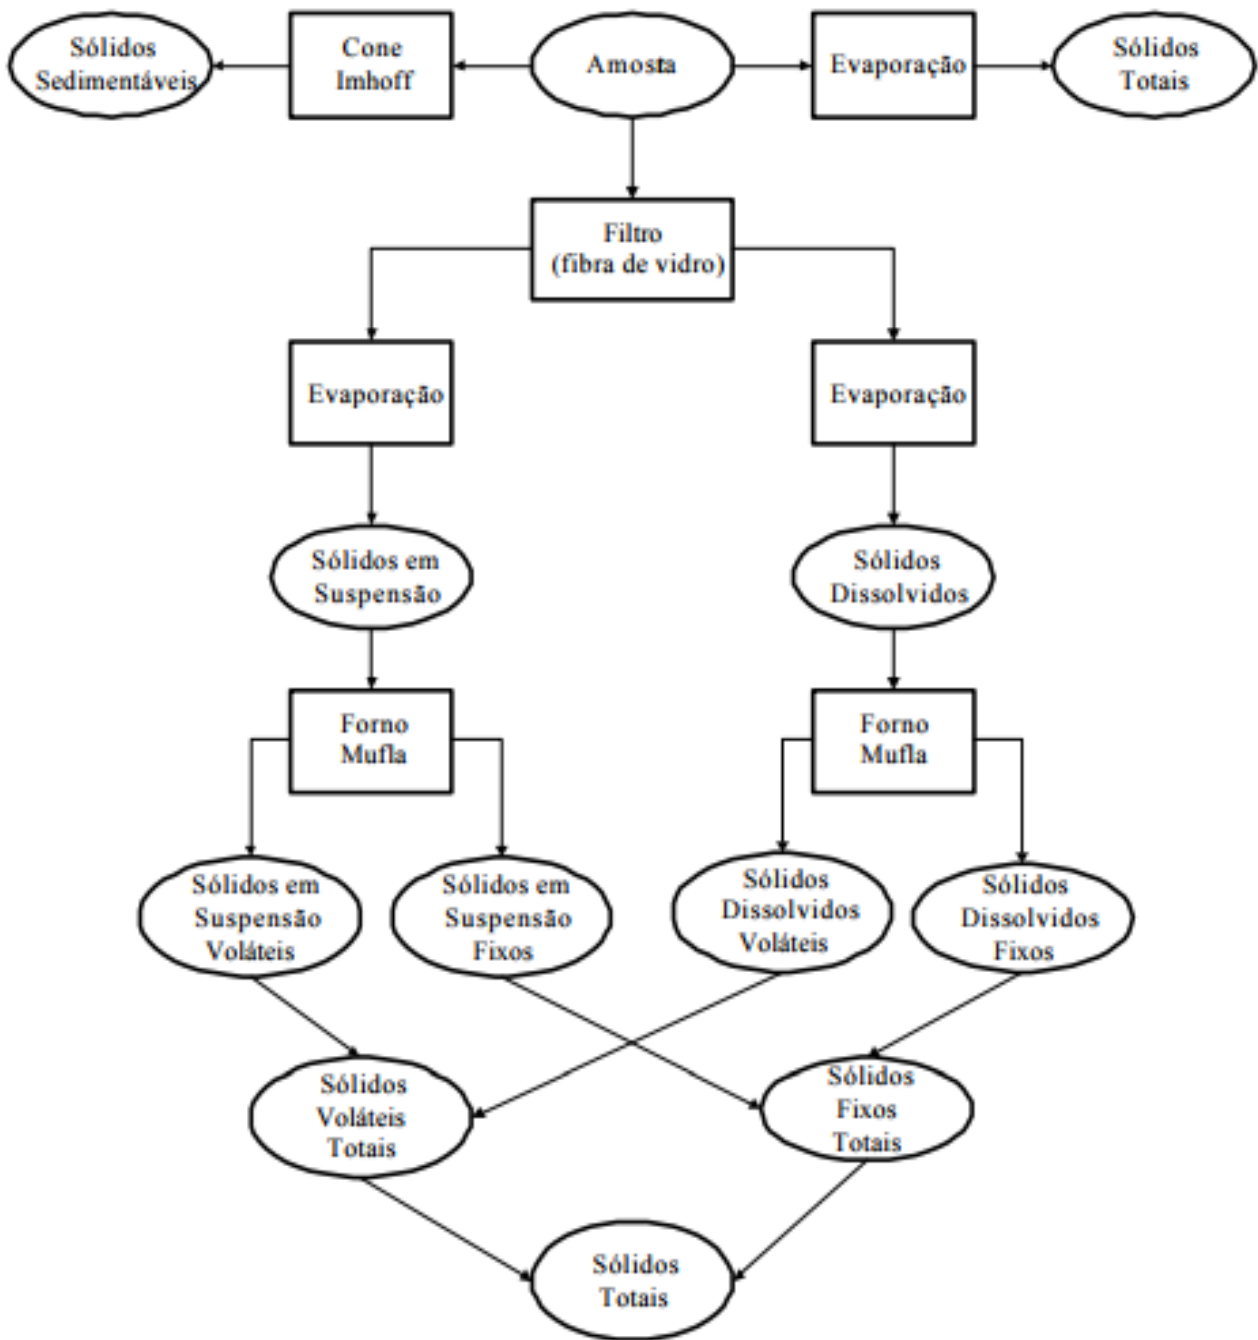 Sólidos
Sedimentáveis
Cone
Imhoff
Amosta
Evaporação
Sólidos
Totais
Filtro
(fibra de vidro)
Evaporação
Evaporação
Sólidos em
Suspensão
Sólidos
Dissolvidos
Forno
Mufla
Forno
Mufla
Sólidos em
Suspensão
Voláteis
Sólidos em
Suspensão
Fixos
Sólidos
Dissolvidos
Voláteis
Sólidos
Dissolvidos
Fixos
Sólidos
Voláteis
Totais
Sólidos
Fixos
Totais
Sólidos
Totais